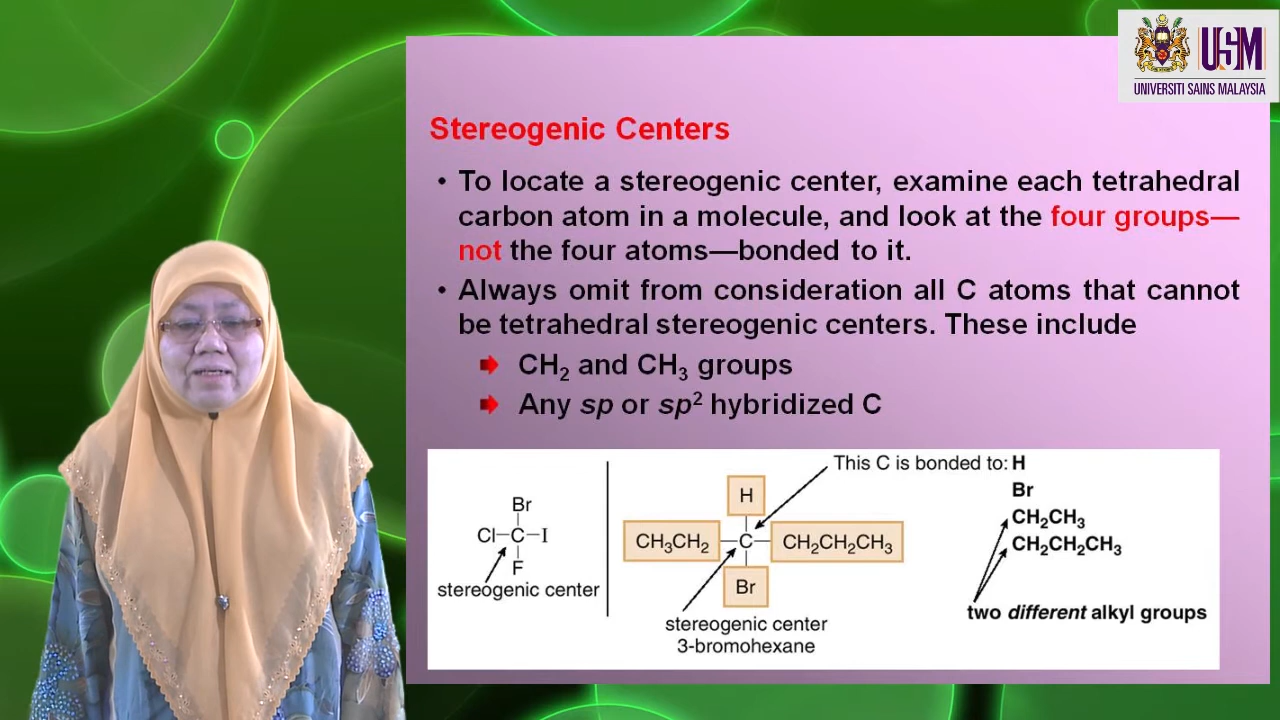 USM
UNIVERSITI SAINS MALAYSIA
Stereogenic Centers
• To locate a stereogenic center, examine each tetrahedral
carbon atom in a molecule, and look at the four groups—
not the four atoms—bonded to it.
• Always omit from consideration all C atoms that cannot
be tetrahedral stereogenic centers. These include
CH₂ and CH₃ groups
Any sp or sp² hybridized C
Br
Cl–C–I
F
stereogenic center
This C is bonded to: H
Br
CH₂CH₃
CH₂CH₂CH₃
two different alkyl groups
H
CH₃CH₂ –C– CH₂CH₂CH₃
Br
stereogenic center
3-bromohexane